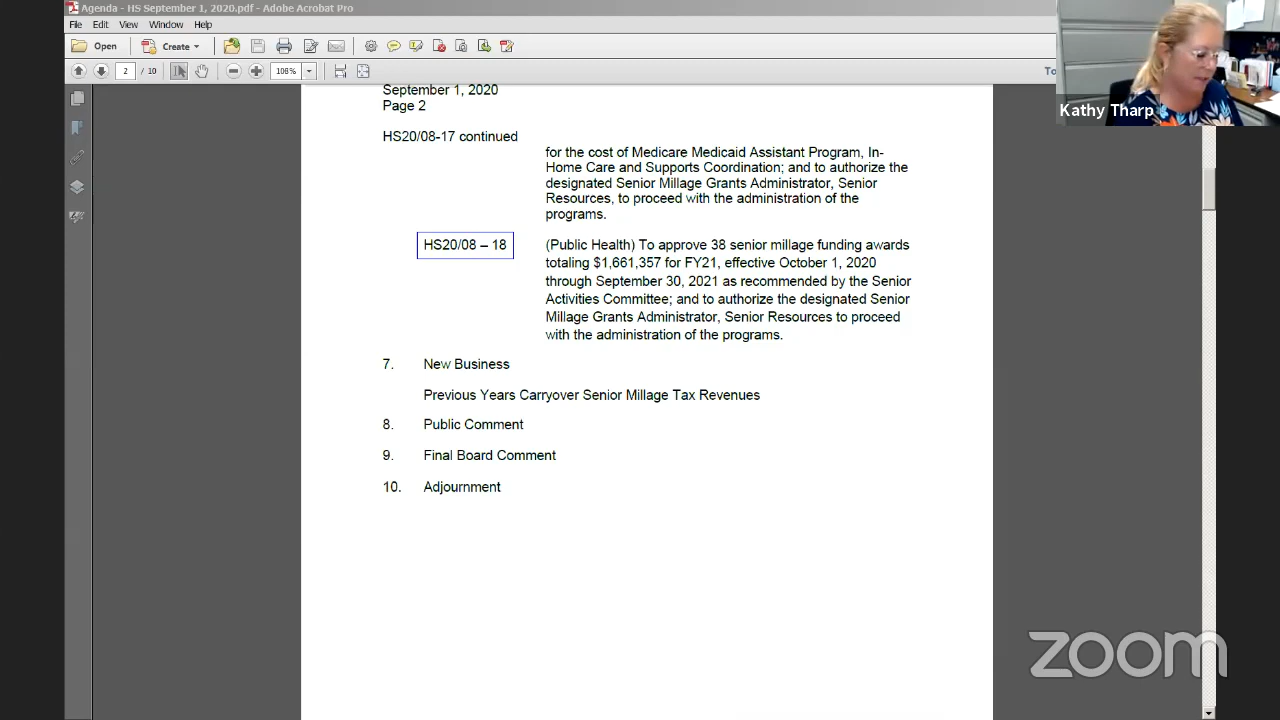 Agenda - HS September 1, 2020.pdf - Adobe Acrobat Pro
File Edit View Window Help
Open Create
2 / 10 106% To
Kathy Tharp
September 1, 2020
Page 2
HS20/08-17 continued
for the cost of Medicare Medicaid Assistant Program, In-
Home Care and Supports Coordination; and to authorize the
designated Senior Millage Grants Administrator, Senior
Resources, to proceed with the administration of the
programs.
HS20/08 – 18 (Public Health) To approve 38 senior millage funding awards
totaling $1,661,357 for FY21, effective October 1, 2020
through September 30, 2021 as recommended by the Senior
Activities Committee; and to authorize the designated Senior
Millage Grants Administrator, Senior Resources to proceed
with the administration of the programs.
7. New Business
Previous Years Carryover Senior Millage Tax Revenues
8. Public Comment
9. Final Board Comment
10. Adjournment
zoom